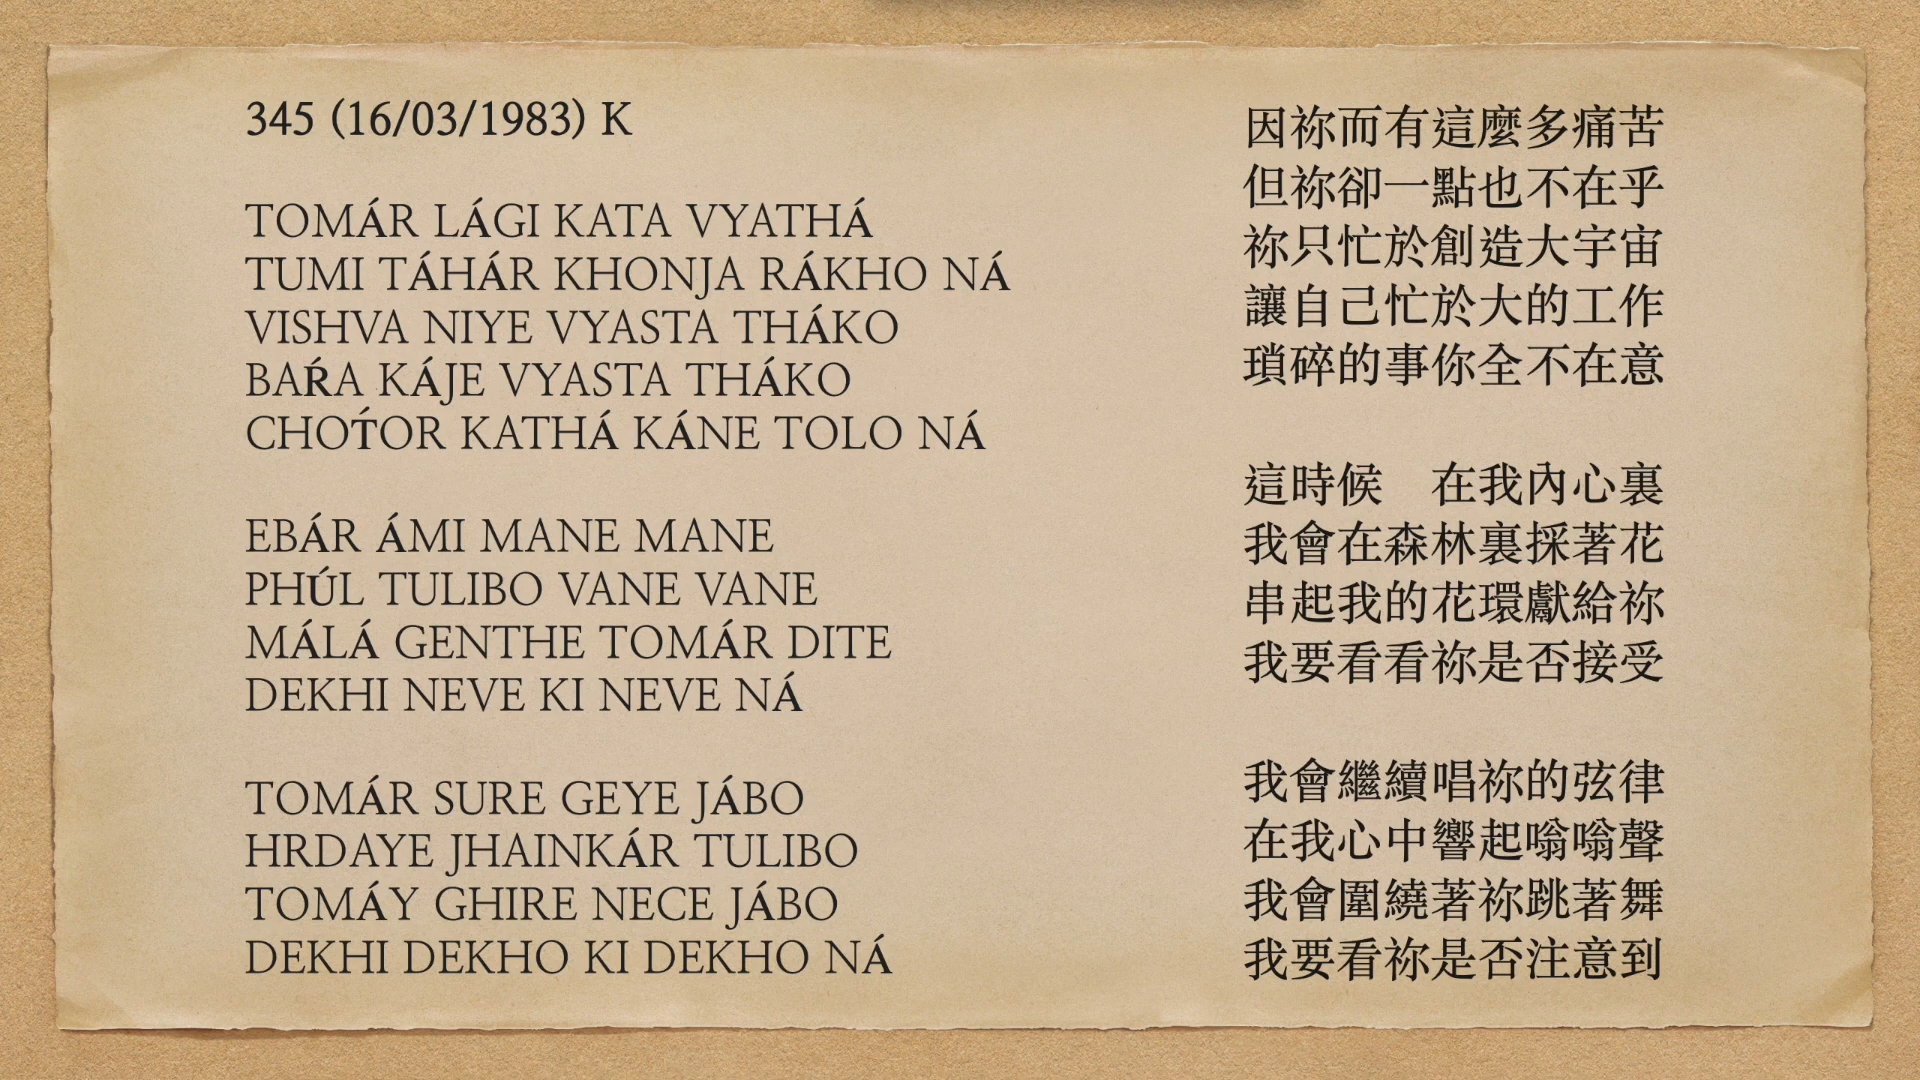 345 (16/03/1983) K
TOMÁR LÁGI KATA VYATHÁ
TUMI TÁHÁR KHONJA RÁKHO NÁ
VISHVA NIYE VYASTA THÁKO
BAŔA KÁJE VYASTA THÁKO
CHOT́OR KATHÁ KÁNE TOLO NÁ
EBÁR ÁMI MANE MANE
PHÚL TULIBO VANE VANE
MÁLÁ GENTHE TOMÁR DITE
DEKHI NEVE KI NEVE NÁ
TOMÁR SURE GEYE JÁBO
HRDAYE JHAINKÁR TULIBO
TOMÁY GHIRE NECE JÁBO
DEKHI DEKHO KI DEKHO NÁ
因祢而有這麼多痛苦
但祢卻一點也不在乎
祢只忙於創造大宇宙
讓自己忙於大的工作
瑣碎的事你全不在意
這時候　在我內心裏
我會在森林裏採著花
串起我的花環獻給祢
我要看看祢是否接受
我會繼續唱祢的弦律
在我心中響起嗡嗡聲
我會圍繞著祢跳著舞
我要看祢是否注意到